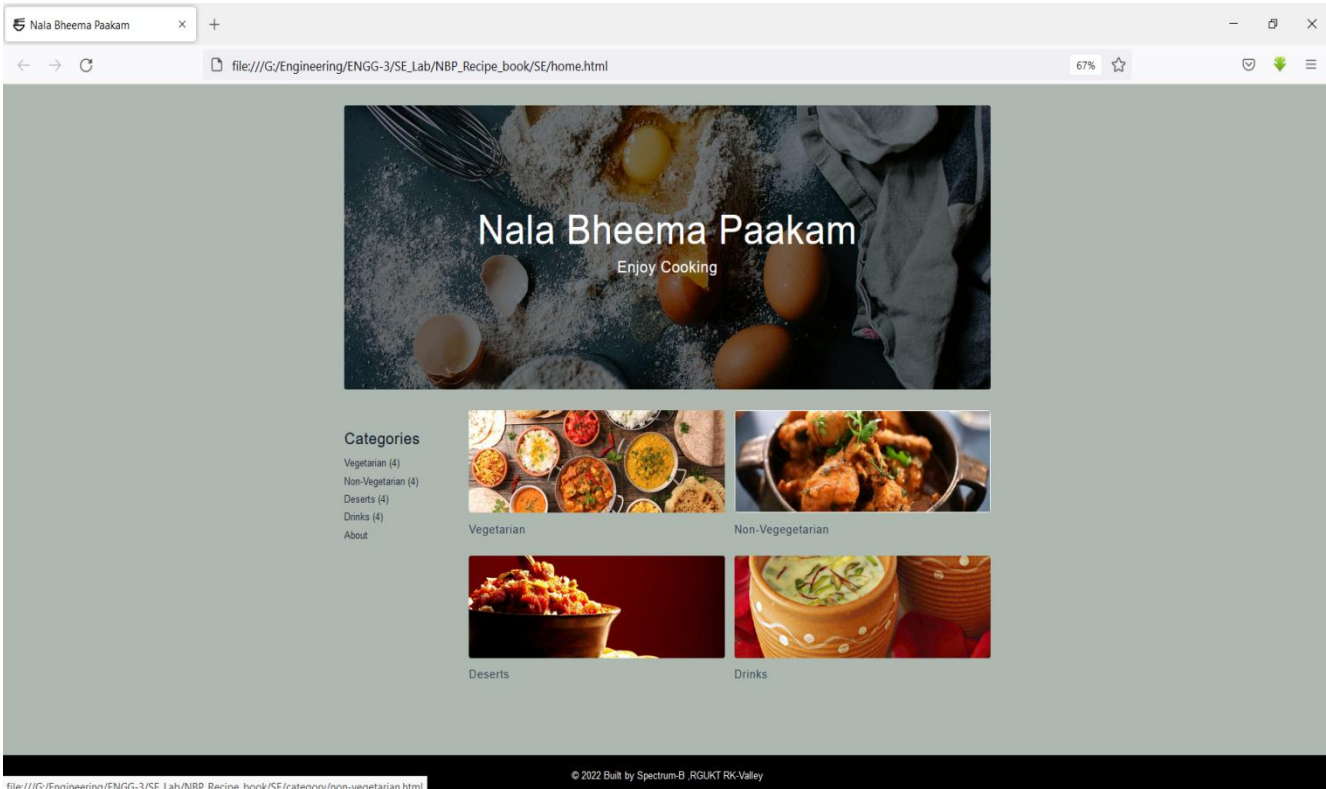 Nala Bheema Paakam
file:///G:/Engineering/ENGG-3/SE_Lab/NBP_Recipe_book/SE/home.html
67%
Nala Bheema Paakam
Enjoy Cooking
Categories
Vegetarian (4)
Non-Vegetarian (4)
Deserts (4)
Drinks (4)
About
Vegetarian
Non-Vegegetarian
Deserts
Drinks
© 2022 Built by Spectrum-B ,RGUKT RK-Valley
file:///G:/Engineering/ENGG-3/SE_Lab/NBP_Recipe_book/SE/category/non-vegetarian.html